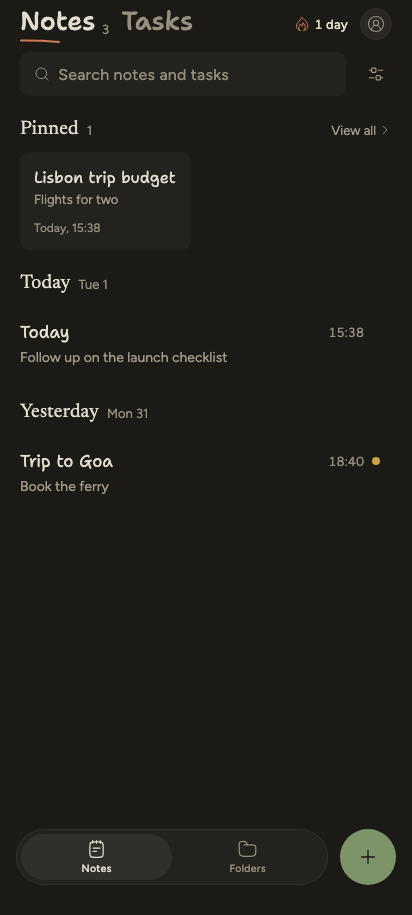 Notes 3 Tasks 1 day
Search notes and tasks
Pinned 1 View all
Lisbon trip budget
Flights for two
Today, 15:38
Today Tue 1
Today 15:38
Follow up on the launch checklist
Yesterday Mon 31
Trip to Goa 18:40
Book the ferry
Notes Folders